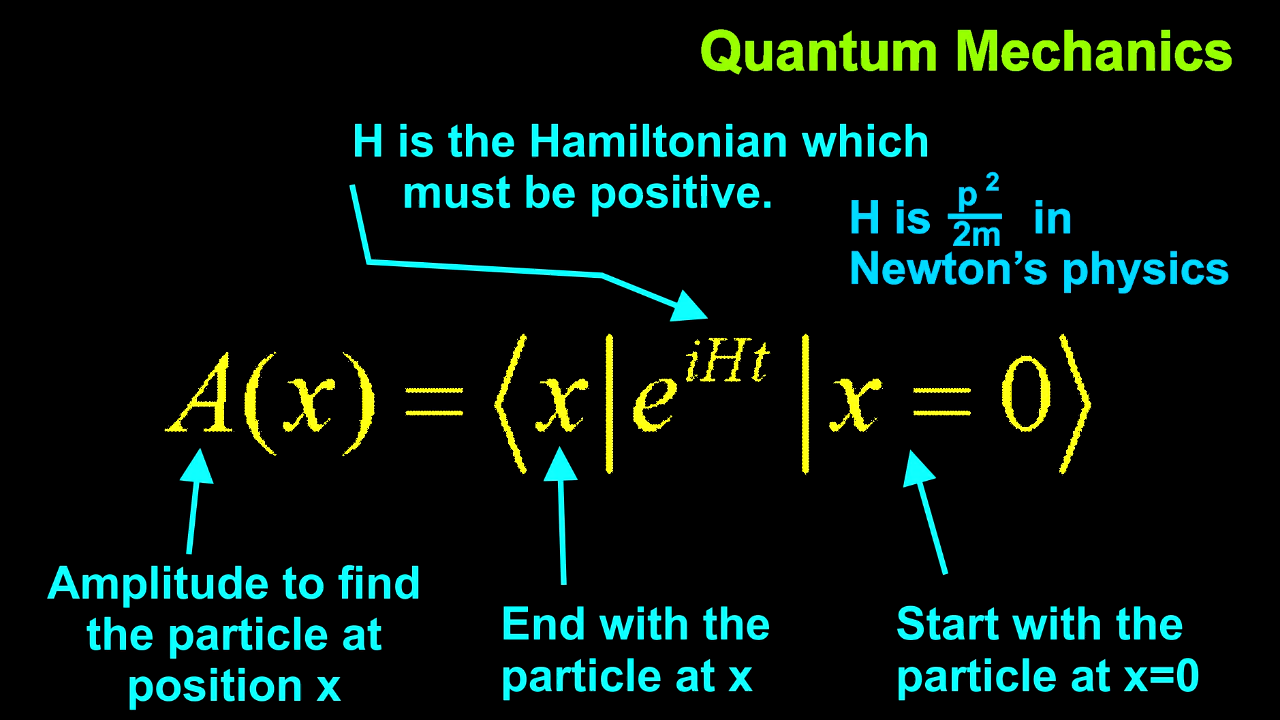 Quantum Mechanics
H is the Hamiltonian which
must be positive.
H is p²/2m in
Newton’s physics
A(x) = ⟨x|e^{iHt}|x = 0⟩
Amplitude to find
the particle at
position x
End with the
particle at x
Start with the
particle at x=0